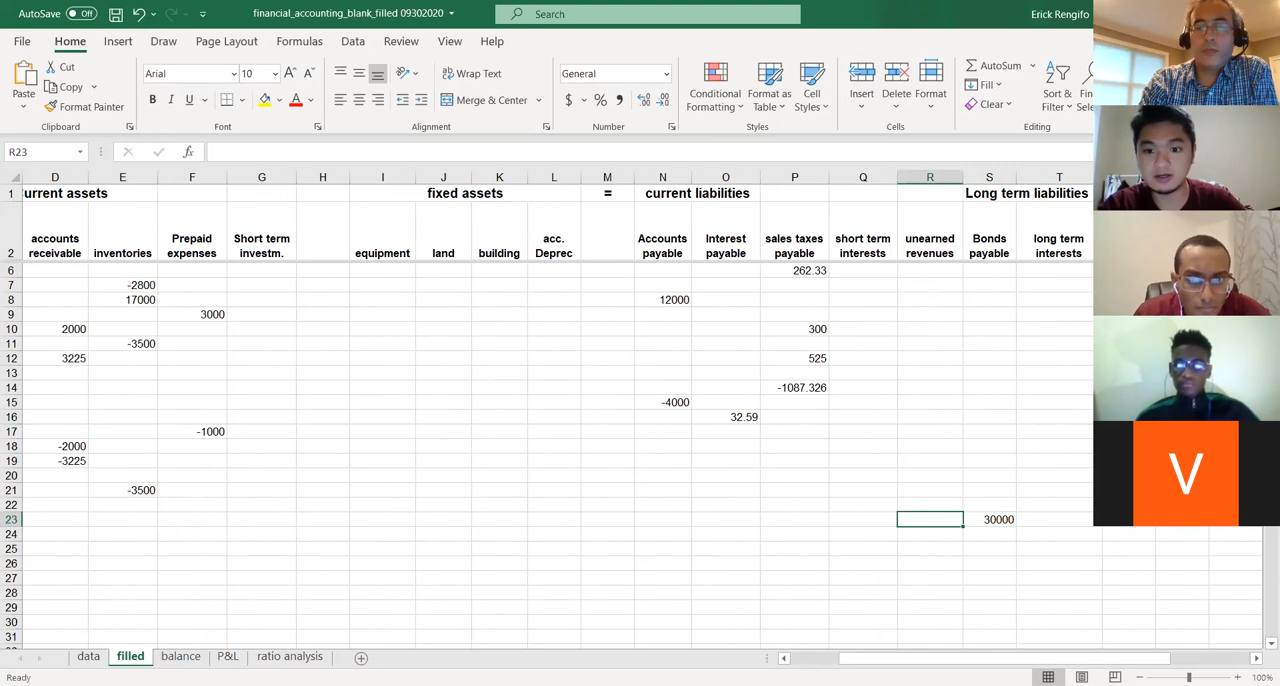 AutoSave Off financial_accounting_blank_filled 09302020 Search Erick Rengifo
File Home Insert Draw Page Layout Formulas Data Review View Help
Paste Cut Copy Format Painter Clipboard
Arial 10 B I U A Font
Wrap Text Merge & Center Alignment
General $ % Number
Conditional Formatting Format as Table Cell Styles Styles
Insert Delete Format Cells
AutoSum Fill Clear Sort & Filter Editing
R23 fx
D E F G H I J K L M N O P Q R S T
1 urrent assets fixed assets = current liabilities Long term liabilities
accounts Prepaid Short term acc. Accounts Interest sales taxes short term unearned Bonds long term
2 receivable inventories expenses investm. equipment land building Deprec payable payable payable interests revenues payable interests
6 262.33
7 -2800
8 17000 12000
9 3000
10 2000 300
11 -3500
12 3225 525
13
14 -1087.326
15 -4000
16 32.59
17 -1000
18 -2000
19 -3225
20
21 -3500
22
23 30000
24
25
26
27
28
29
30
31
V
data filled balance P&L ratio analysis
Ready 100%